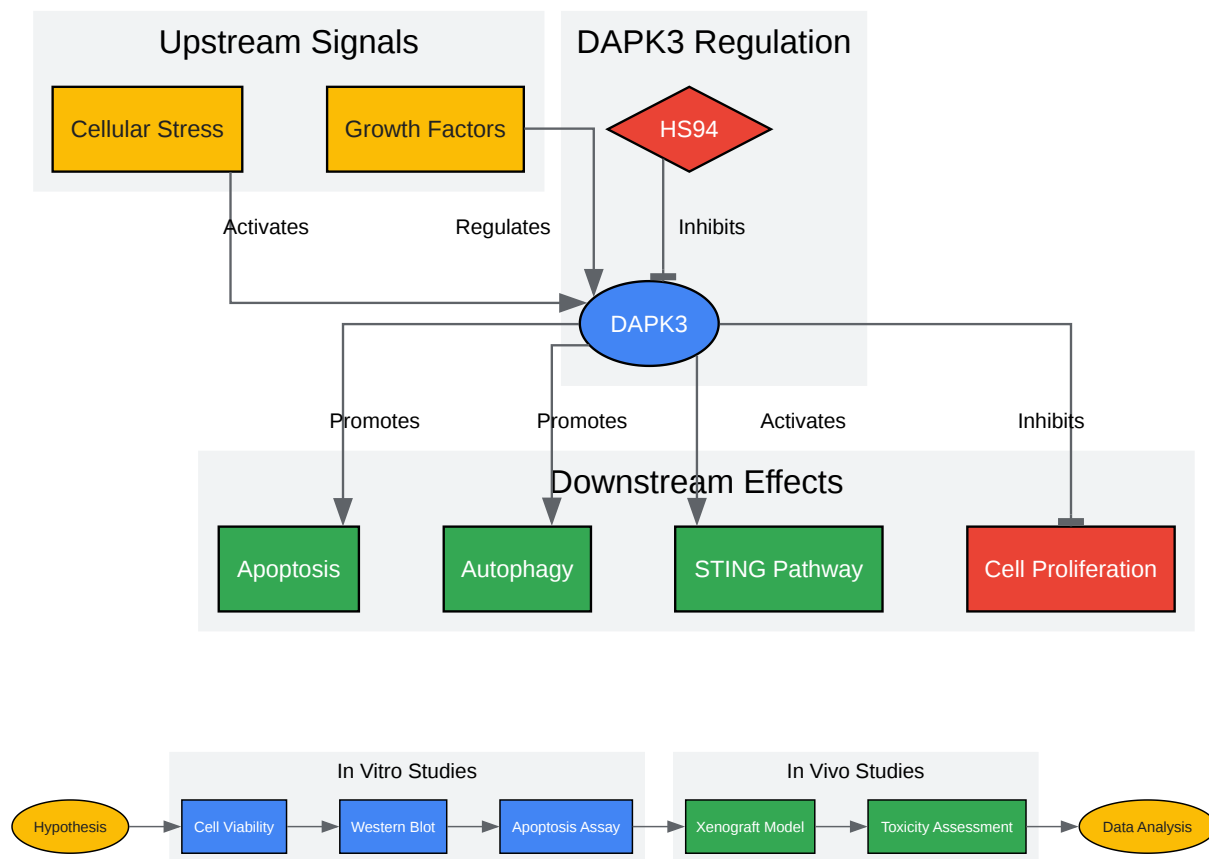 Upstream Signals
DAPK3 Regulation
Cellular Stress
Growth Factors
HS94
Activates
Regulates
Inhibits
DAPK3
Promotes
Promotes
Activates
Inhibits
Downstream Effects
Apoptosis
Autophagy
STING Pathway
Cell Proliferation
In Vitro Studies
In Vivo Studies
Hypothesis
Cell Viability
Western Blot
Apoptosis Assay
Xenograft Model
Toxicity Assessment
Data Analysis